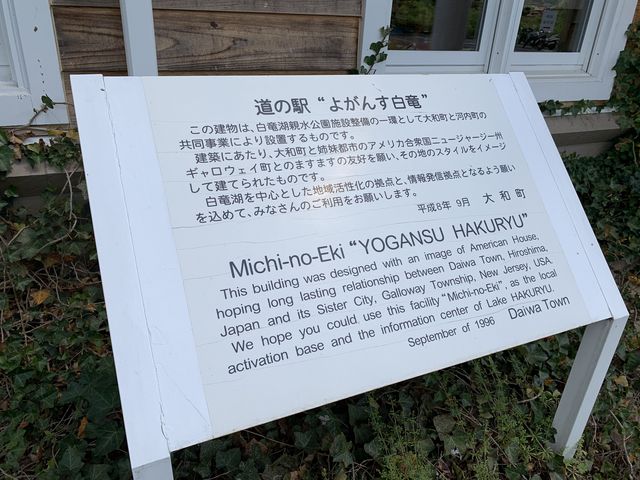 道の駅 “よがんす白竜”
この建物は、白竜湖親水公園施設整備の一環として大和町と河内町の
共同事業により設置するものです。
建築にあたり、大和町と姉妹都市のアメリカ合衆国ニュージャージー州
ギャロウェイ町とのますますの友好を願い、その地のスタイルをイメージ
して建てられたものです。
白竜湖を中心とした地域活性化の拠点と、情報発信拠点となるよう願い
を込めて、みなさんのご利用をお願いします。
平成8年 9月 大 和 町
Michi-no-Eki “YOGANSU HAKURYU”
This building was designed with an image of American House,
hoping long lasting relationship between Daiwa Town, Hiroshima,
Japan and its Sister City, Galloway Township, New Jersey, USA.
We hope you could use this facility “Michi-no-Eki”, as the local
activation base and the information center of Lake HAKURYU.
September of 1996 Daiwa Town